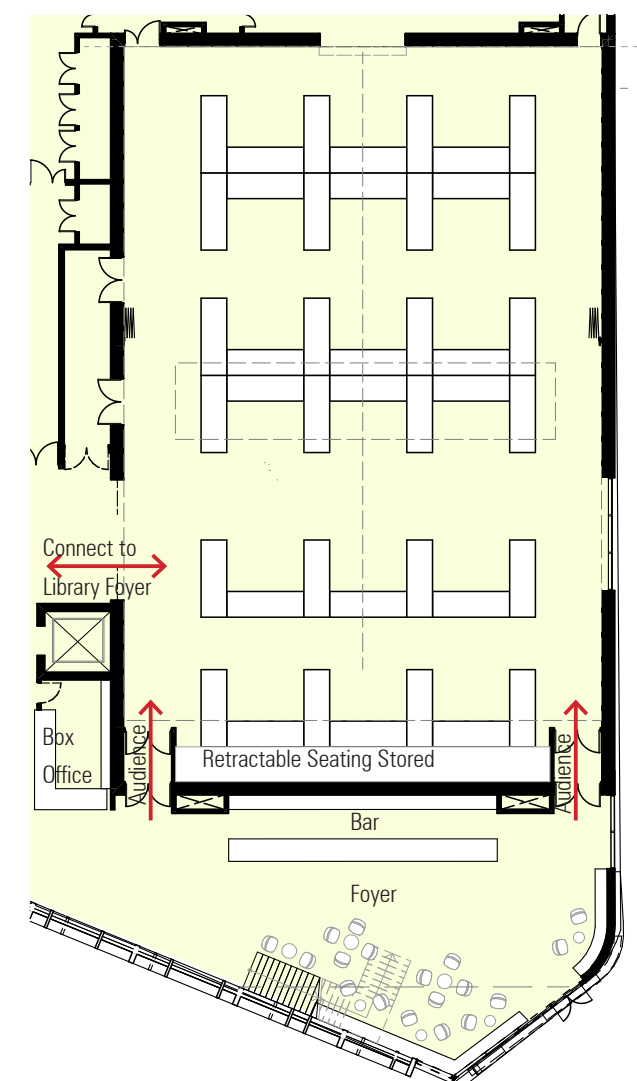 Connect to
Library Foyer
Box
Office
Audience
Retractable Seating Stored
Audience
Bar
Foyer